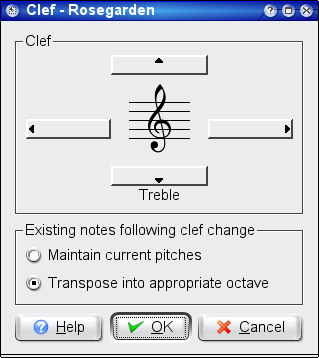 Clef - Rosegarden
Clef
Treble
Existing notes following clef change
Maintain current pitches
Transpose into appropriate octave
Help OK Cancel